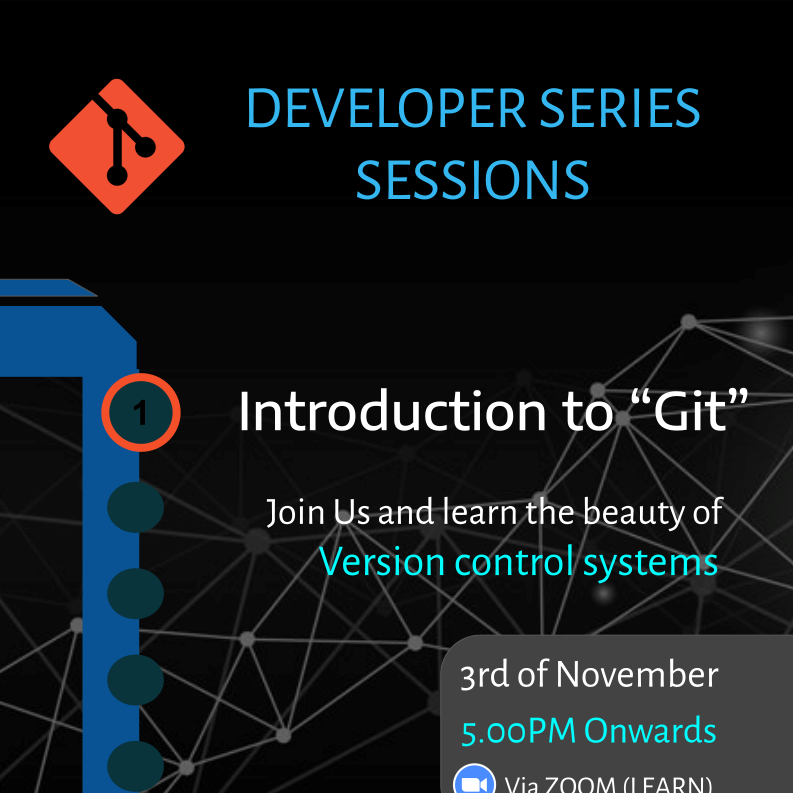 DEVELOPER SERIES
SESSIONS
1
Introduction to “Git”
Join Us and learn the beauty of
Version control systems
3rd of November
5.00PM Onwards
Via ZOOM (LEARN)